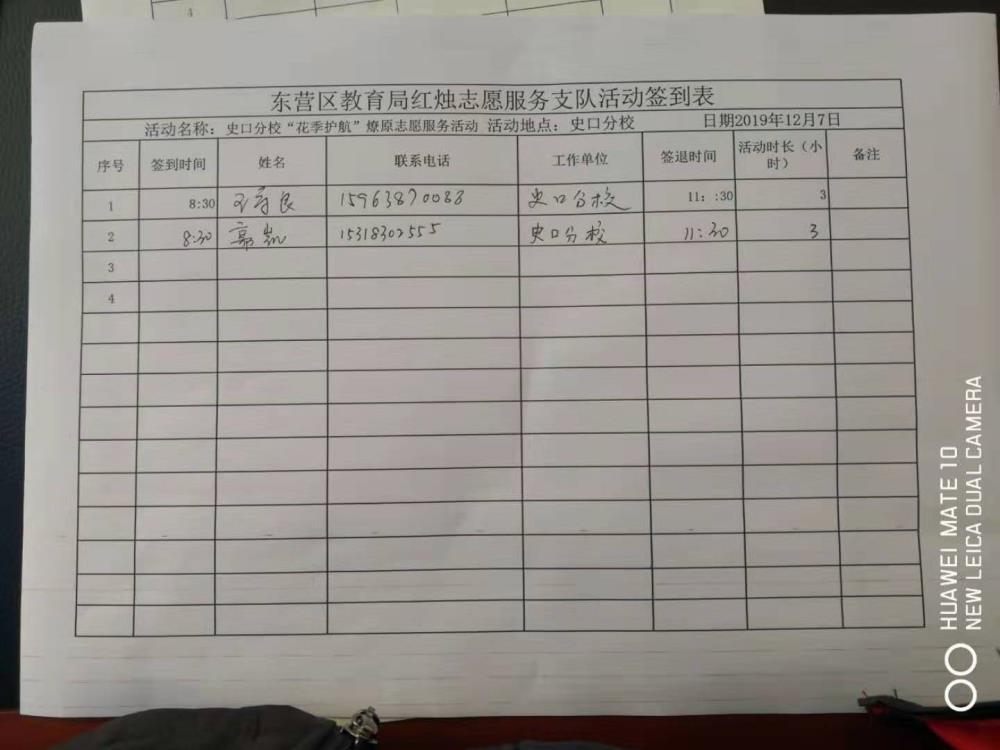 4
东营区教育局红烛志愿服务支队活动签到表
活动名称：史口分校“花季护航”燎原志愿服务活动 活动地点：史口分校 日期2019年12月7日
序号 签到时间 姓名 联系电话 工作单位 签退时间 活动时长（小时） 备注
1 8:30 良 15963870088 史口分校 11：:30 3
2 8:30 郭凯 15318302555 史口分校 11:30 3
3
4
HUAWEI MATE 10
NEW LEICA DUAL CAMERA